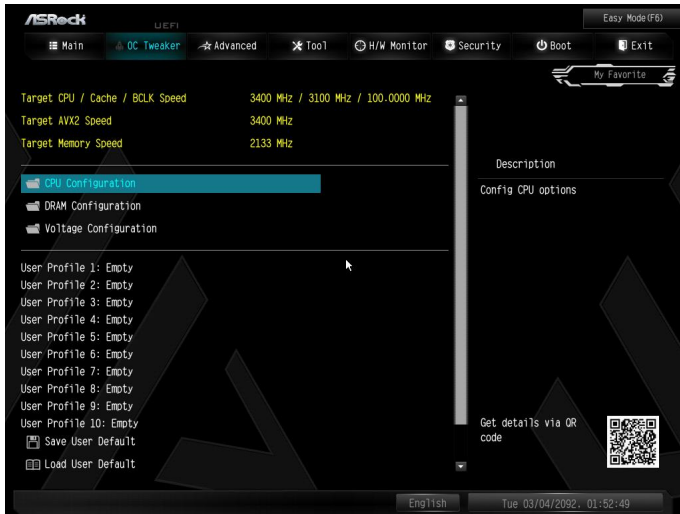 ASRock UEFI Easy Mode(F6)
Main OC Tweaker Advanced Tool H/W Monitor Security Boot Exit
My Favorite
Target CPU / Cache / BCLK Speed 3400 MHz / 3100 MHz / 100.0000 MHz
Target AVX2 Speed 3400 MHz
Target Memory Speed 2133 MHz
Description
CPU Configuration
Config CPU options
DRAM Configuration
Voltage Configuration
User Profile 1: Empty
User Profile 2: Empty
User Profile 3: Empty
User Profile 4: Empty
User Profile 5: Empty
User Profile 6: Empty
User Profile 7: Empty
User Profile 8: Empty
User Profile 9: Empty
User Profile 10: Empty
Save User Default
Load User Default
Get details via QR
code
English Tue 03/04/2092. 01:52:49